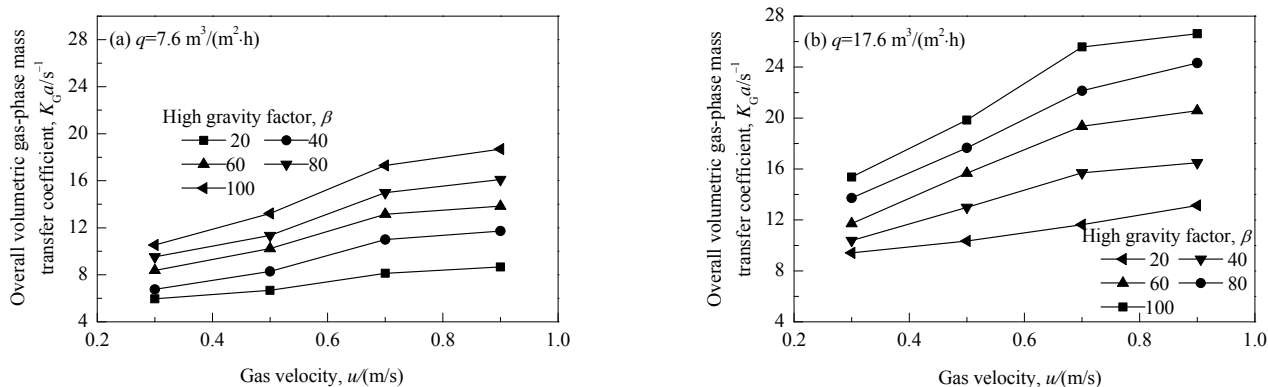 (a) q=7.6 m³/(m²·h)
Overall volumetric gas-phase mass
transfer coefficient, K_G a/s⁻¹
28
24
20
16
12
8
4
High gravity factor, β
20 40
60 80
100
0.2 0.4 0.6 0.8 1.0
Gas velocity, u/(m/s)
(b) q=17.6 m³/(m²·h)
Overall volumetric gas-phase mass
transfer coefficient, K_G a/s⁻¹
28
24
20
16
12
8
4
High gravity factor, β
20 40
60 80
100
0.2 0.4 0.6 0.8 1.0
Gas velocity, u/(m/s)